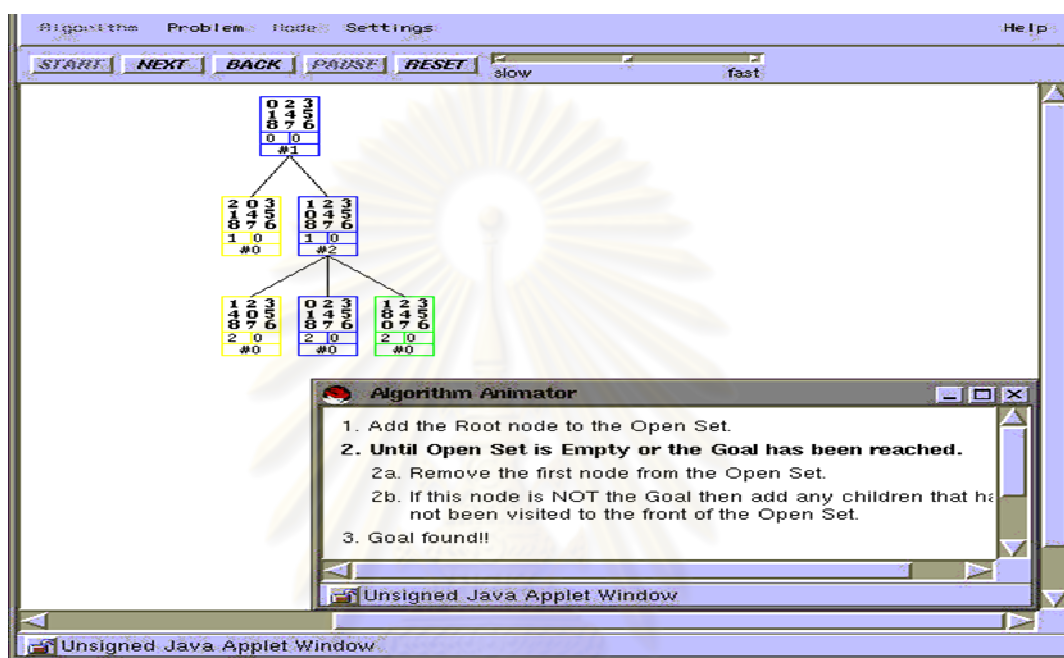 Algorithm Problem Node Settings Help
START NEXT BACK PAUSE RESET slow fast
0 2 3
1 4 5
8 7 6
0 0
#1
2 0 3 1 2 3
1 4 5 0 4 5
8 7 6 8 7 6
1 0 1 0
#0 #2
1 2 3 0 2 3 1 2 3
4 0 5 1 4 5 8 4 5
8 7 6 8 7 6 0 7 6
2 0 2 0 2 0
#0 #0 #0
Algorithm Animator
1. Add the Root node to the Open Set.
2. Until Open Set is Empty or the Goal has been reached.
2a. Remove the first node from the Open Set.
2b. If this node is NOT the Goal then add any children that ha
not been visited to the front of the Open Set.
3. Goal found!!
Unsigned Java Applet Window
Unsigned Java Applet Window